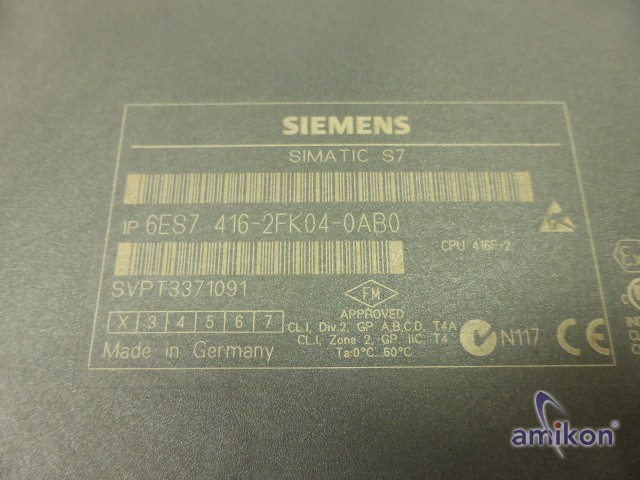 SIEMENS
SIMATIC S7
1P 6ES7 416-2FK04-0AB0
CPU 416F-2
SVPT3371091
FM
APPROVED
X 3 4 5 6 7
CL.I, Div.2, GP A,B,C,D, T4A
CL.I, Zone 2, GP. IIC, T4
Ta:0°C..60°C
Made in Germany
N117
CE
Ex
amikon